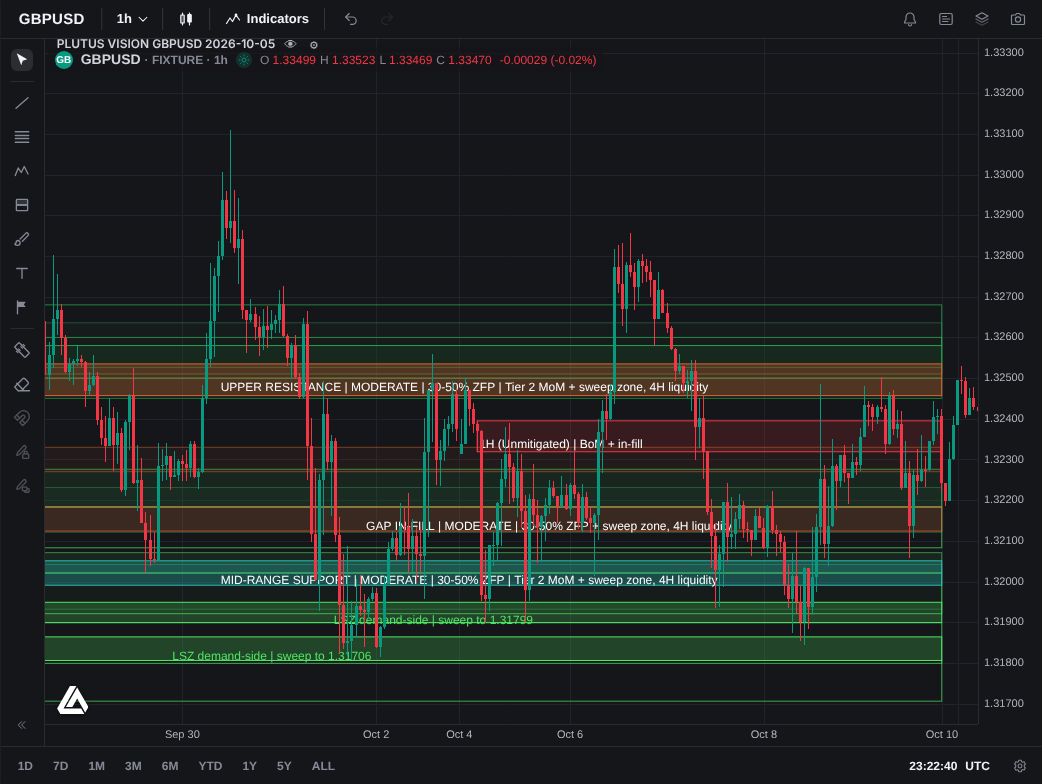 GBPUSD 1h Indicators
PLUTUS VISION GBPUSD 2026-10-05
GB GBPUSD · FIXTURE · 1h O 1.33499 H 1.33523 L 1.33469 C 1.33470 -0.00029 (-0.02%)
1.33300
1.33200
1.33100
1.33000
1.32900
1.32800
1.32700
1.32600
1.32500
UPPER RESISTANCE | MODERATE | 30-50% ZFP | Tier 2 MoM + sweep zone, 4H liquidity
1.32400
LH (Unmitigated) | BoM + in-fill
1.32300
1.32200
GAP IN-FILL | MODERATE | 30-50% ZFP + sweep zone, 4H liquidity
1.32100
MID-RANGE SUPPORT | MODERATE | 30-50% ZFP | Tier 2 MoM + sweep zone, 4H liquidity
1.32000
LSZ demand-side | sweep to 1.31799
1.31900
LSZ demand-side | sweep to 1.31706
1.31800
1.31700
Sep 30 Oct 2 Oct 4 Oct 6 Oct 8 Oct 10
1D 7D 1M 3M 6M YTD 1Y 5Y ALL 23:22:40 UTC